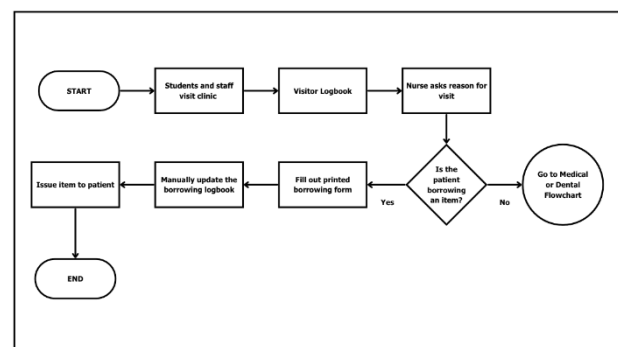 START
Students and staff
visit clinic
Visitor Logbook
Nurse asks reason for
visit
Is the
patient
borrowing
an item?
Yes
No
Go to Medical
or Dental
Flowchart
Fill out printed
borrowing form
Manually update the
borrowing logbook
Issue item to patient
END